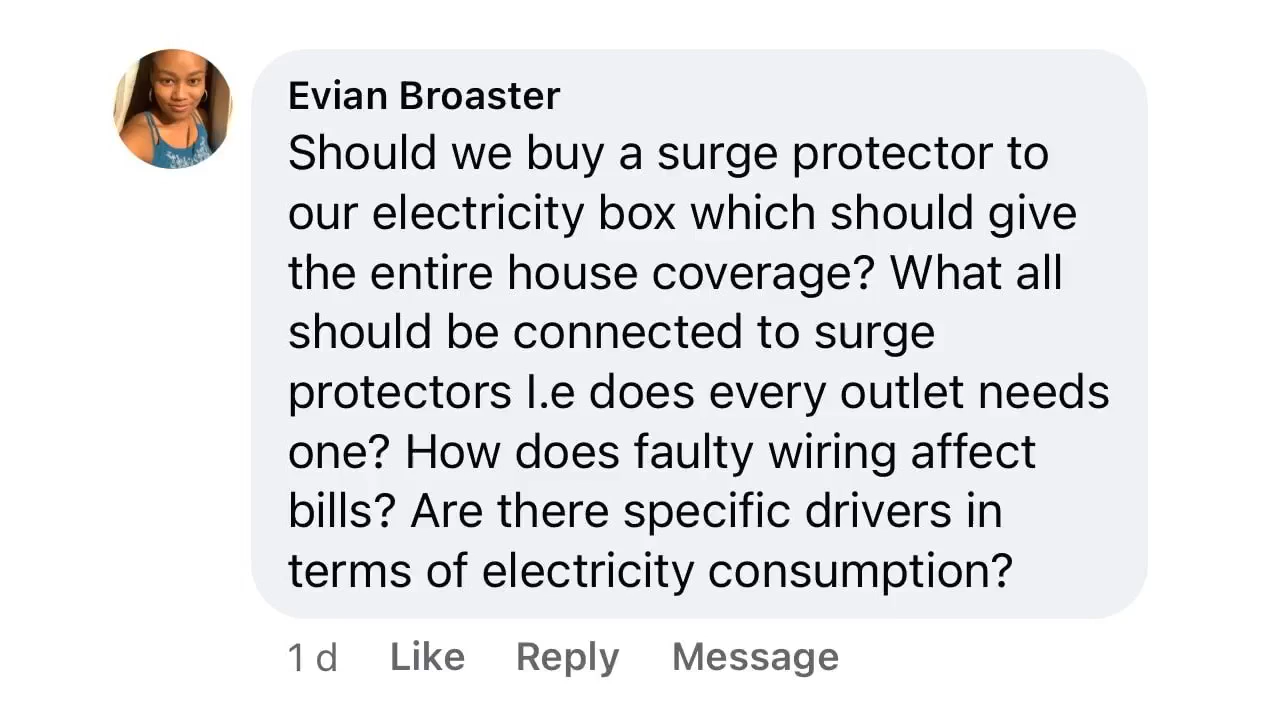 Evian Broaster
Should we buy a surge protector to
our electricity box which should give
the entire house coverage? What all
should be connected to surge
protectors I.e does every outlet needs
one? How does faulty wiring affect
bills? Are there specific drivers in
terms of electricity consumption?
1 d Like Reply Message